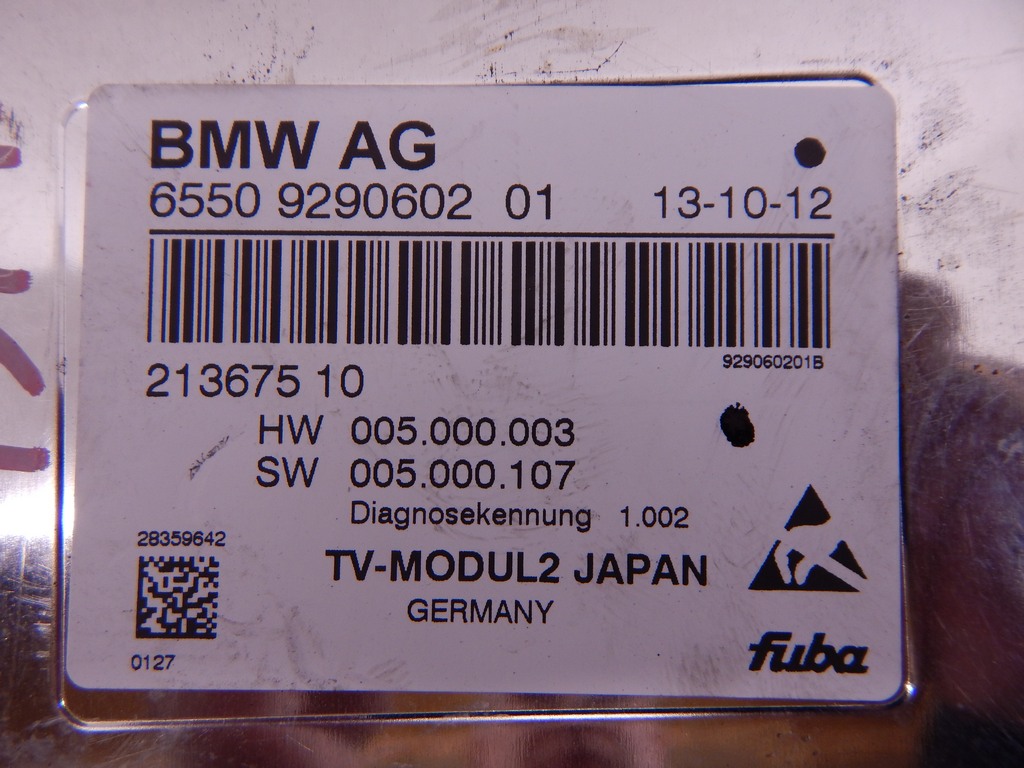 BMW AG
6550 9290602 01 13-10-12
929060201B
213675 10
HW 005.000.003
SW 005.000.107
Diagnosekennung 1.002
28359642
TV-MODUL2 JAPAN
GERMANY
fuba
0127